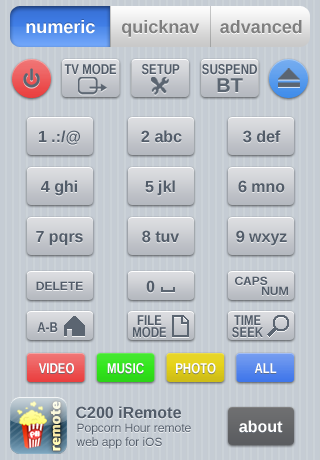 numeric quicknav advanced
TV MODE SETUP SUSPEND
BT
1 .:/@ 2 abc 3 def
4 ghi 5 jkl 6 mno
7 pqrs 8 tuv 9 wxyz
DELETE 0 CAPS
NUM
A-B FILE MODE TIME SEEK
VIDEO MUSIC PHOTO ALL
remote
C200 iRemote
Popcorn Hour remote
web app for iOS
about